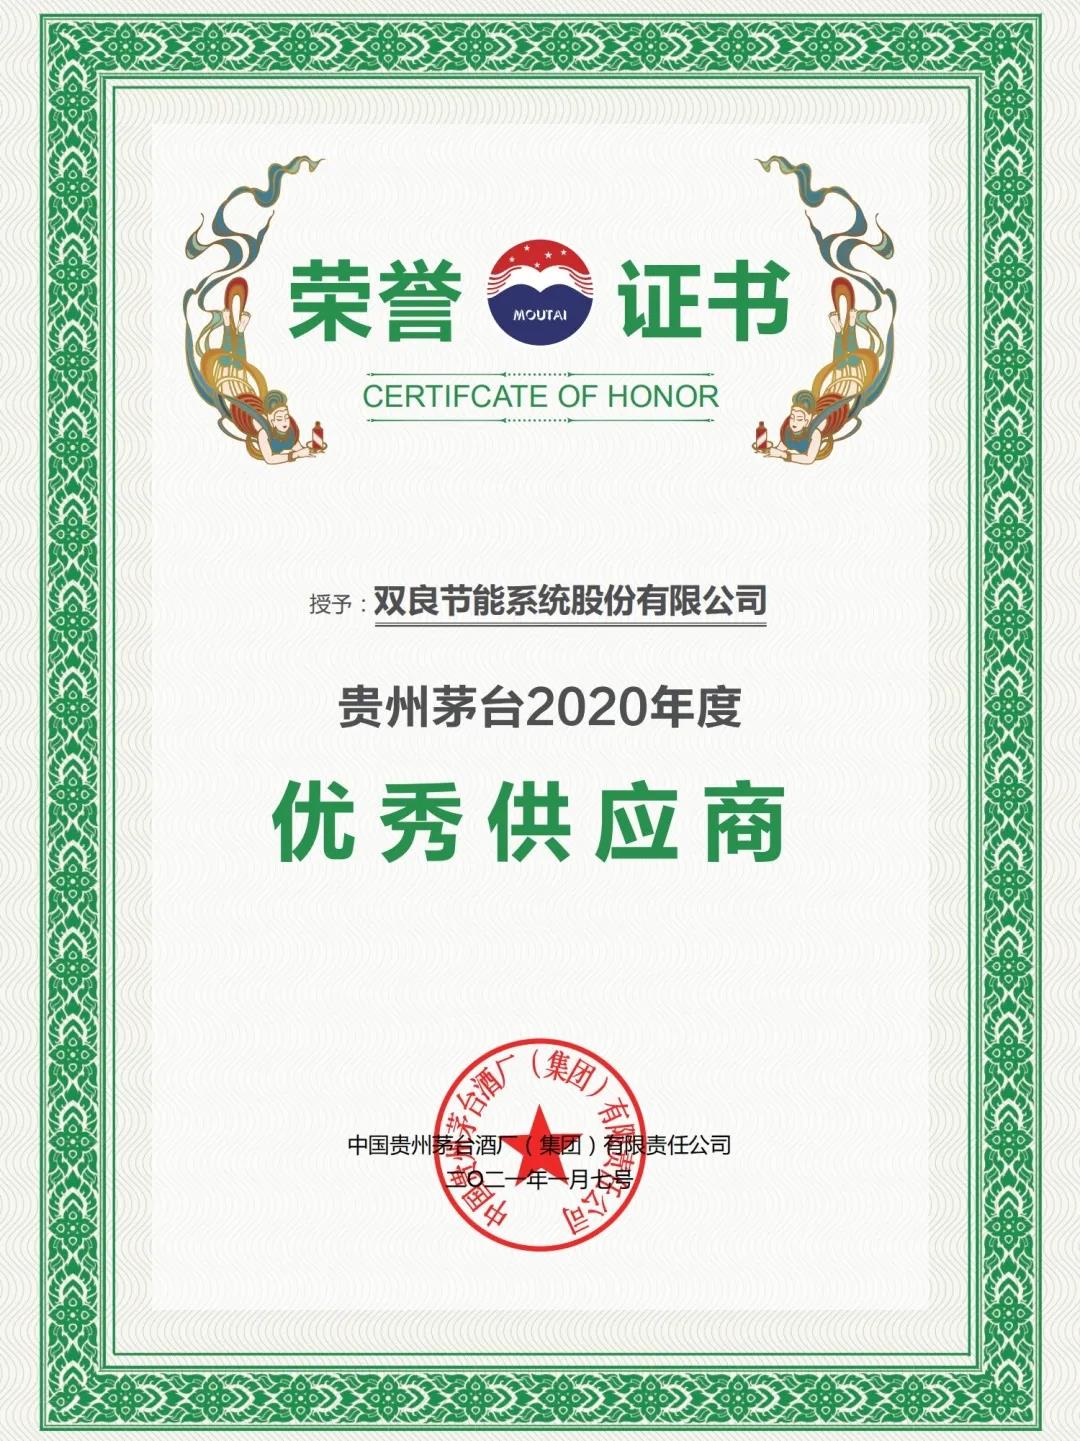 荣誉 MOUTAI 证书
CERTIFCATE OF HONOR
授予：双良节能系统股份有限公司
贵州茅台2020年度
优秀供应商
中国贵州茅台酒厂（集团）有限责任公司
二〇二一年一月七号
中国贵州茅台酒厂（集团）有限责任公司